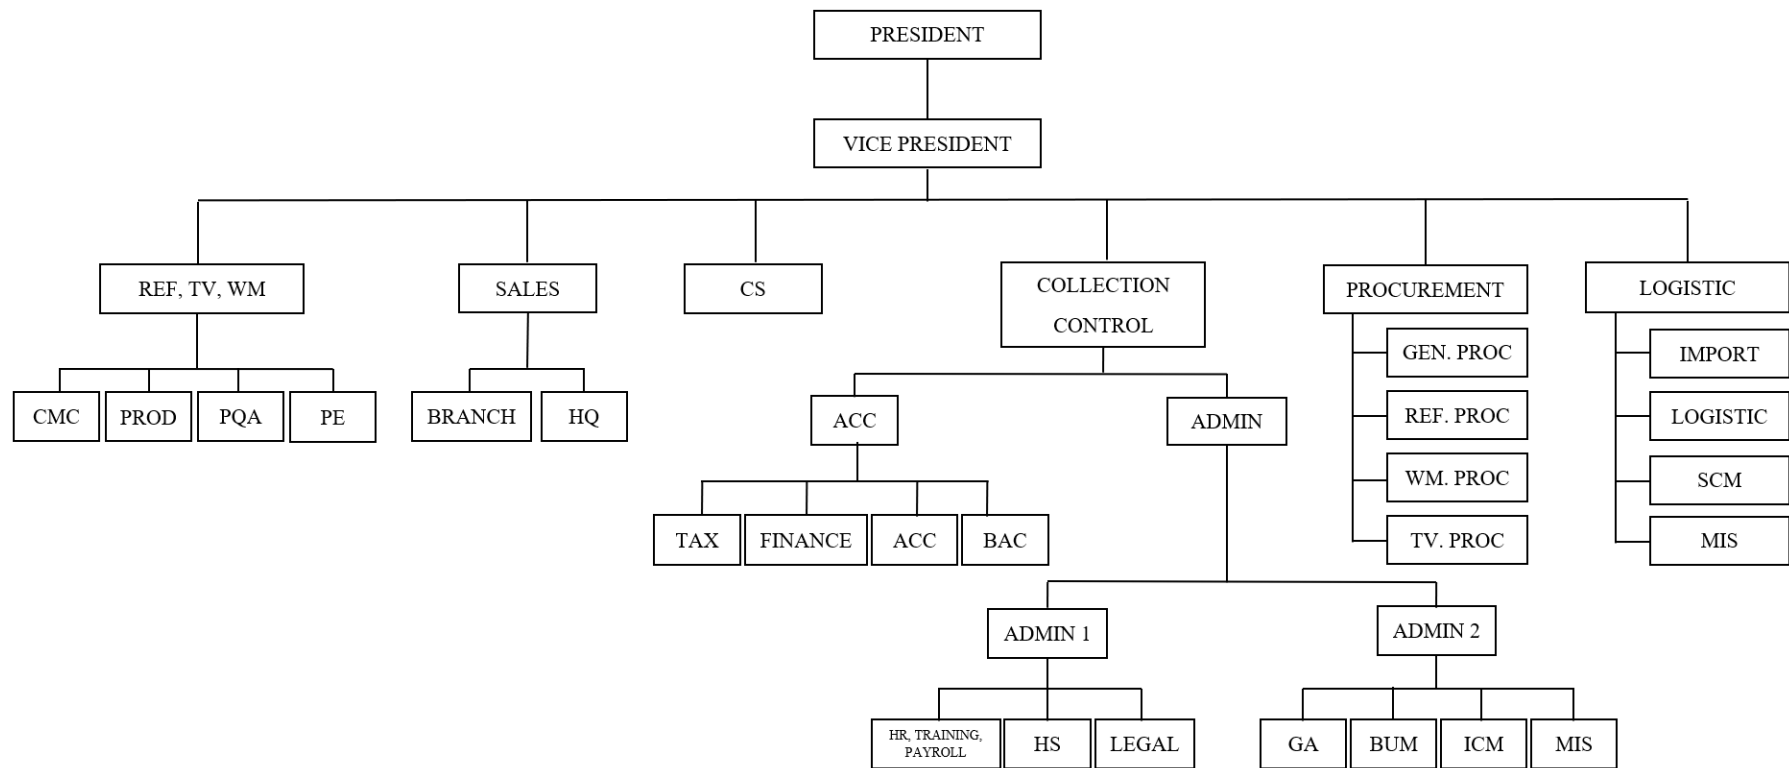 PRESIDENT
VICE PRESIDENT
REF, TV, WM
SALES
CS
COLLECTION
CONTROL
PROCUREMENT
LOGISTIC
CMC
PROD
PQA
PE
BRANCH
HQ
ACC
ADMIN
GEN. PROC
REF. PROC
WM. PROC
TV. PROC
IMPORT
LOGISTIC
SCM
MIS
TAX
FINANCE
ACC
BAC
ADMIN 1
ADMIN 2
HR, TRAINING,
PAYROLL
HS
LEGAL
GA
BUM
ICM
MIS